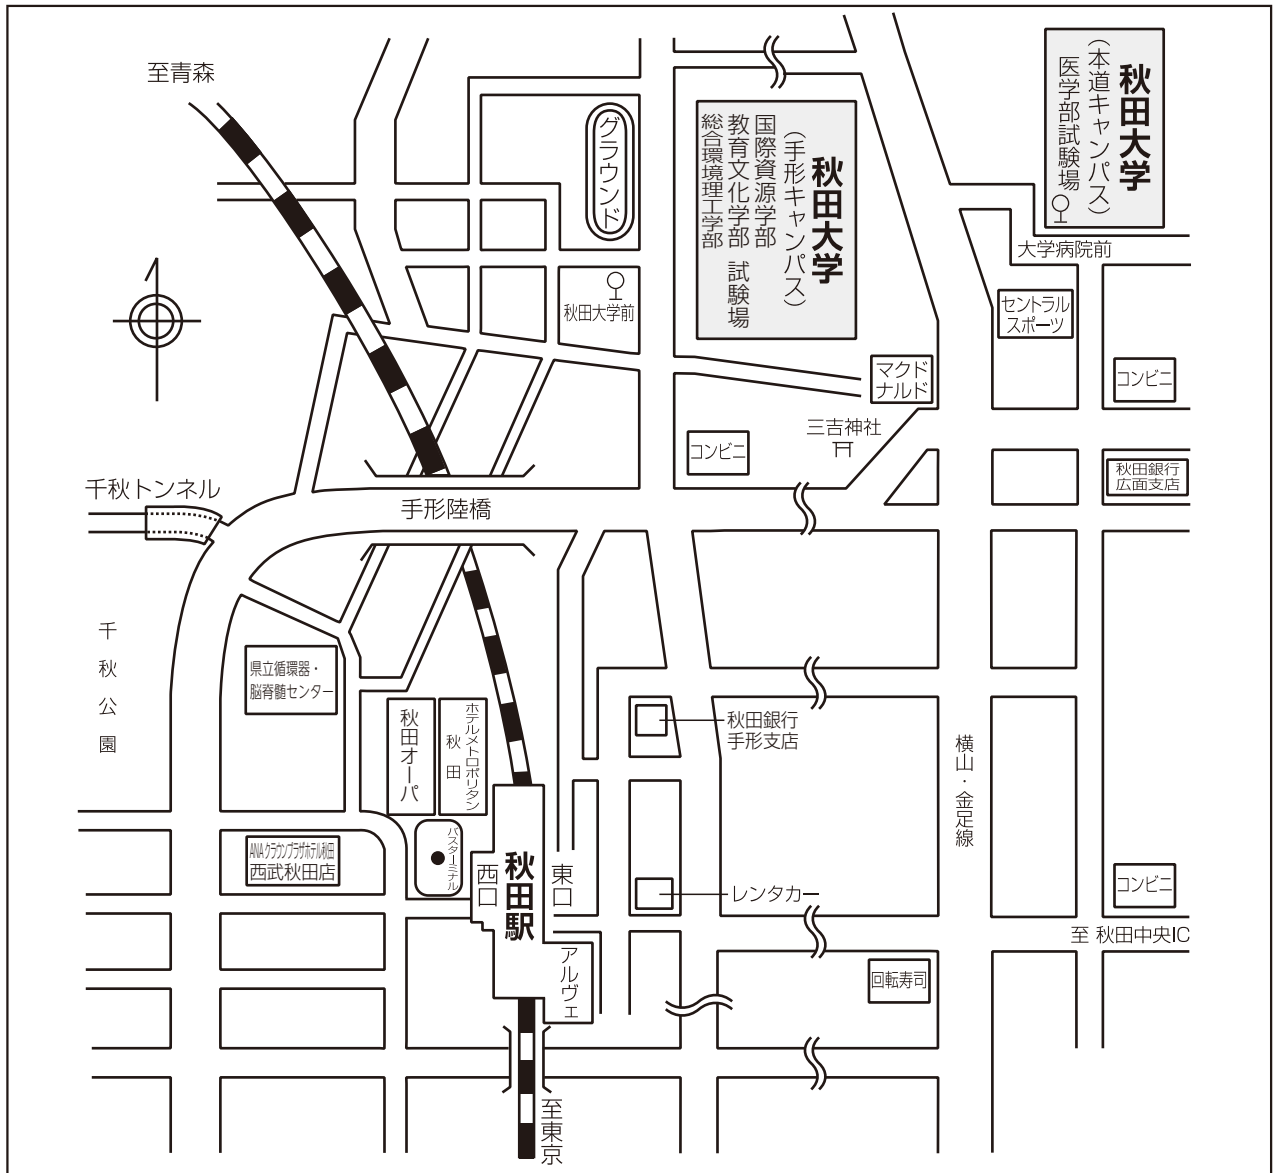 至青森
グラウンド
秋田大学
（手形キャンパス）
国際資源学部
教育文化学部 試験場
総合環境理工学部
秋田大学
（本道キャンパス）
医学部試験場
大学病院前
秋田大学前
セントラル
スポーツ
マクド
ナルド
コンビニ
三吉神社
コンビニ
秋田銀行
広面支店
千秋トンネル
手形陸橋
千秋公園
県立循環器・
脳脊髄センター
秋田オーパ
ホテルメトロポリタン
秋田
秋田銀行
手形支店
横山・金足線
ANAクラウンプラザホテル秋田
西武秋田店
バスターミナル
西口
秋田駅
東口
レンタカー
コンビニ
至 秋田中央IC
アルヴェ
回転寿司
至東京